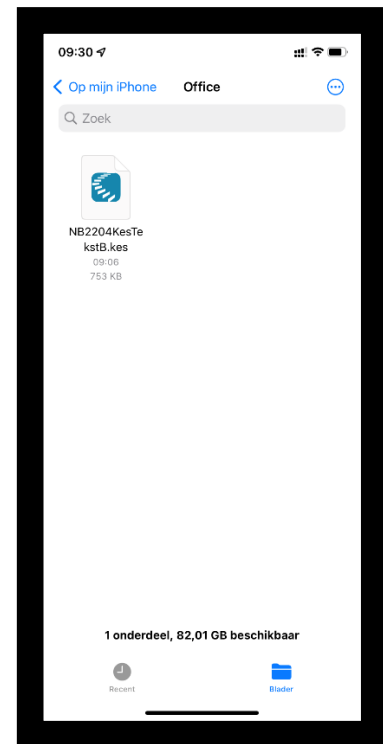 09:30
Op mijn iPhone
Office
Zoek
NB2204KesTe
kstB.kes
09:06
753 KB
1 onderdeel, 82,01 GB beschikbaar
Recent
Blader